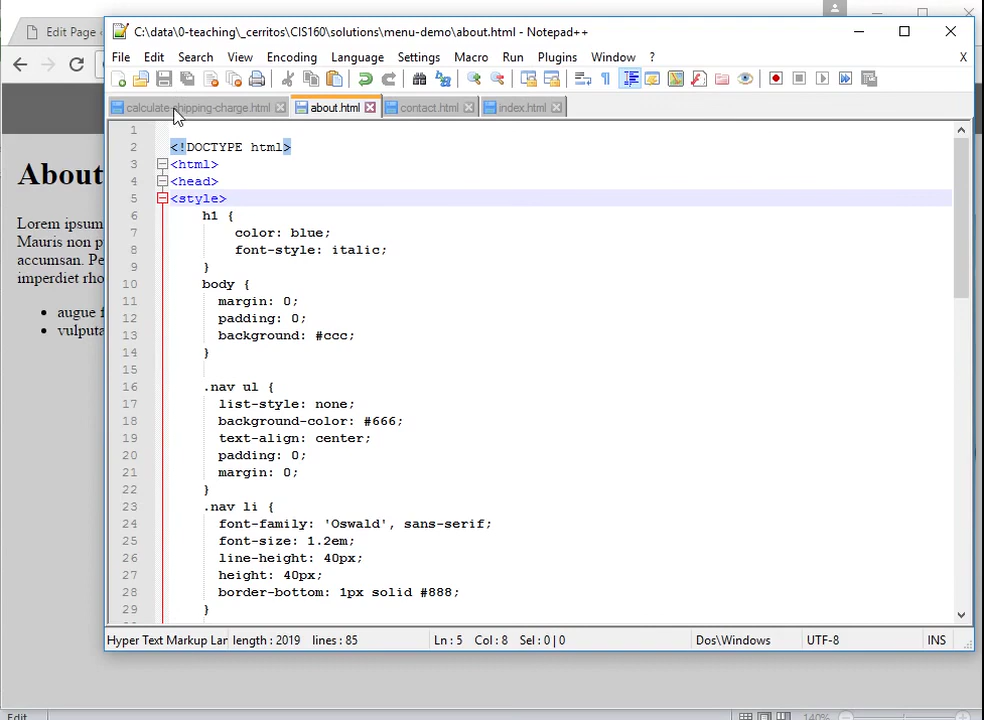 Edit Page
C:\data\0-teaching\_cerritos\CIS160\solutions\menu-demo\about.html - Notepad++
File Edit Search View Encoding Language Settings Macro Run Plugins Window ? X
calculate-shipping-charge.html about.html contact.html index.html
1
2 <!DOCTYPE html>
3 <html>
4 <head>
5 <style>
6 h1 {
7 color: blue;
8 font-style: italic;
9 }
10 body {
11 margin: 0;
12 padding: 0;
13 background: #ccc;
14 }
15
16 .nav ul {
17 list-style: none;
18 background-color: #666;
19 text-align: center;
20 padding: 0;
21 margin: 0;
22 }
23 .nav li {
24 font-family: 'Oswald', sans-serif;
25 font-size: 1.2em;
26 line-height: 40px;
27 height: 40px;
28 border-bottom: 1px solid #888;
29 }
About
Lorem ipsum
Mauris non p
accumsan. Pe
imperdiet rho
augue f
vulputa
Hyper Text Markup Lan length : 2019 lines : 85 Ln : 5 Col : 8 Sel : 0 | 0 Dos\Windows UTF-8 INS
Edit 140%